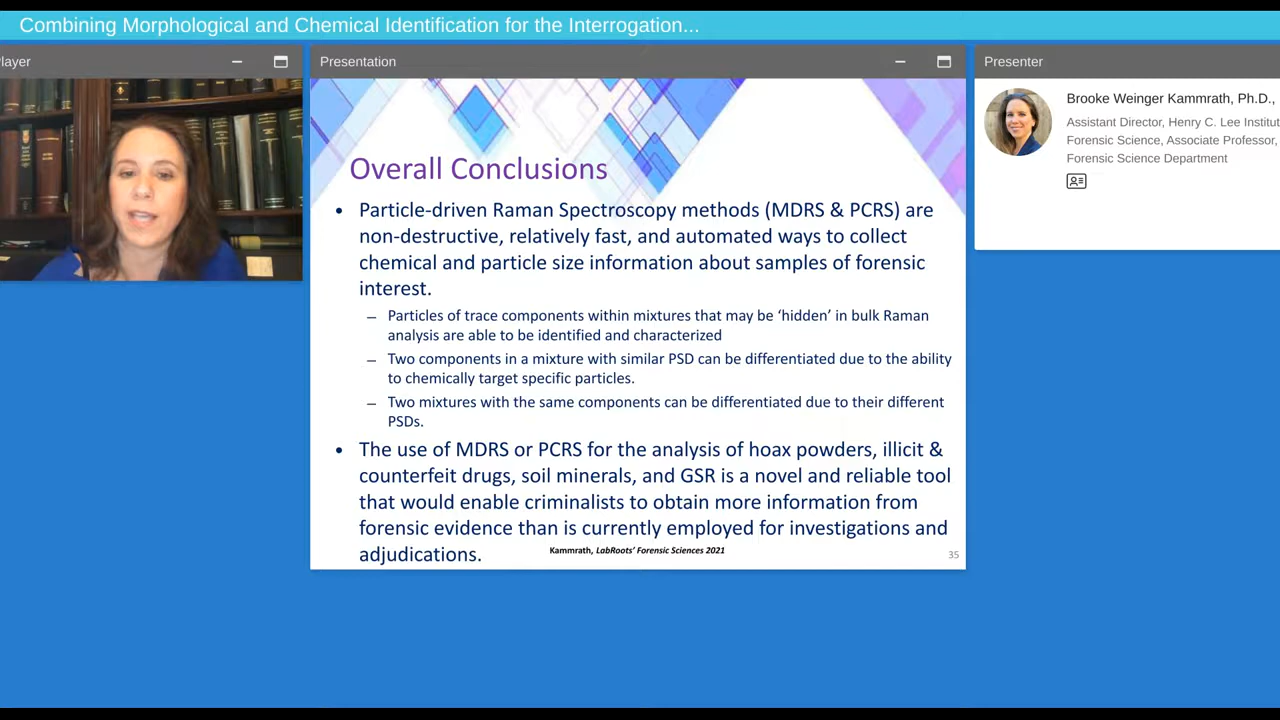 Combining Morphological and Chemical Identification for the Interrogation...
layer
Presentation
Presenter
Brooke Weinger Kammrath, Ph.D.,
Assistant Director, Henry C. Lee Institut
Forensic Science, Associate Professor,
Forensic Science Department
Overall Conclusions
• Particle-driven Raman Spectroscopy methods (MDRS & PCRS) are
non-destructive, relatively fast, and automated ways to collect
chemical and particle size information about samples of forensic
interest.
– Particles of trace components within mixtures that may be ‘hidden’ in bulk Raman
analysis are able to be identified and characterized
– Two components in a mixture with similar PSD can be differentiated due to the ability
to chemically target specific particles.
– Two mixtures with the same components can be differentiated due to their different
PSDs.
• The use of MDRS or PCRS for the analysis of hoax powders, illicit &
counterfeit drugs, soil minerals, and GSR is a novel and reliable tool
that would enable criminalists to obtain more information from
forensic evidence than is currently employed for investigations and
adjudications.
Kammrath, LabRoots’ Forensic Sciences 2021
35